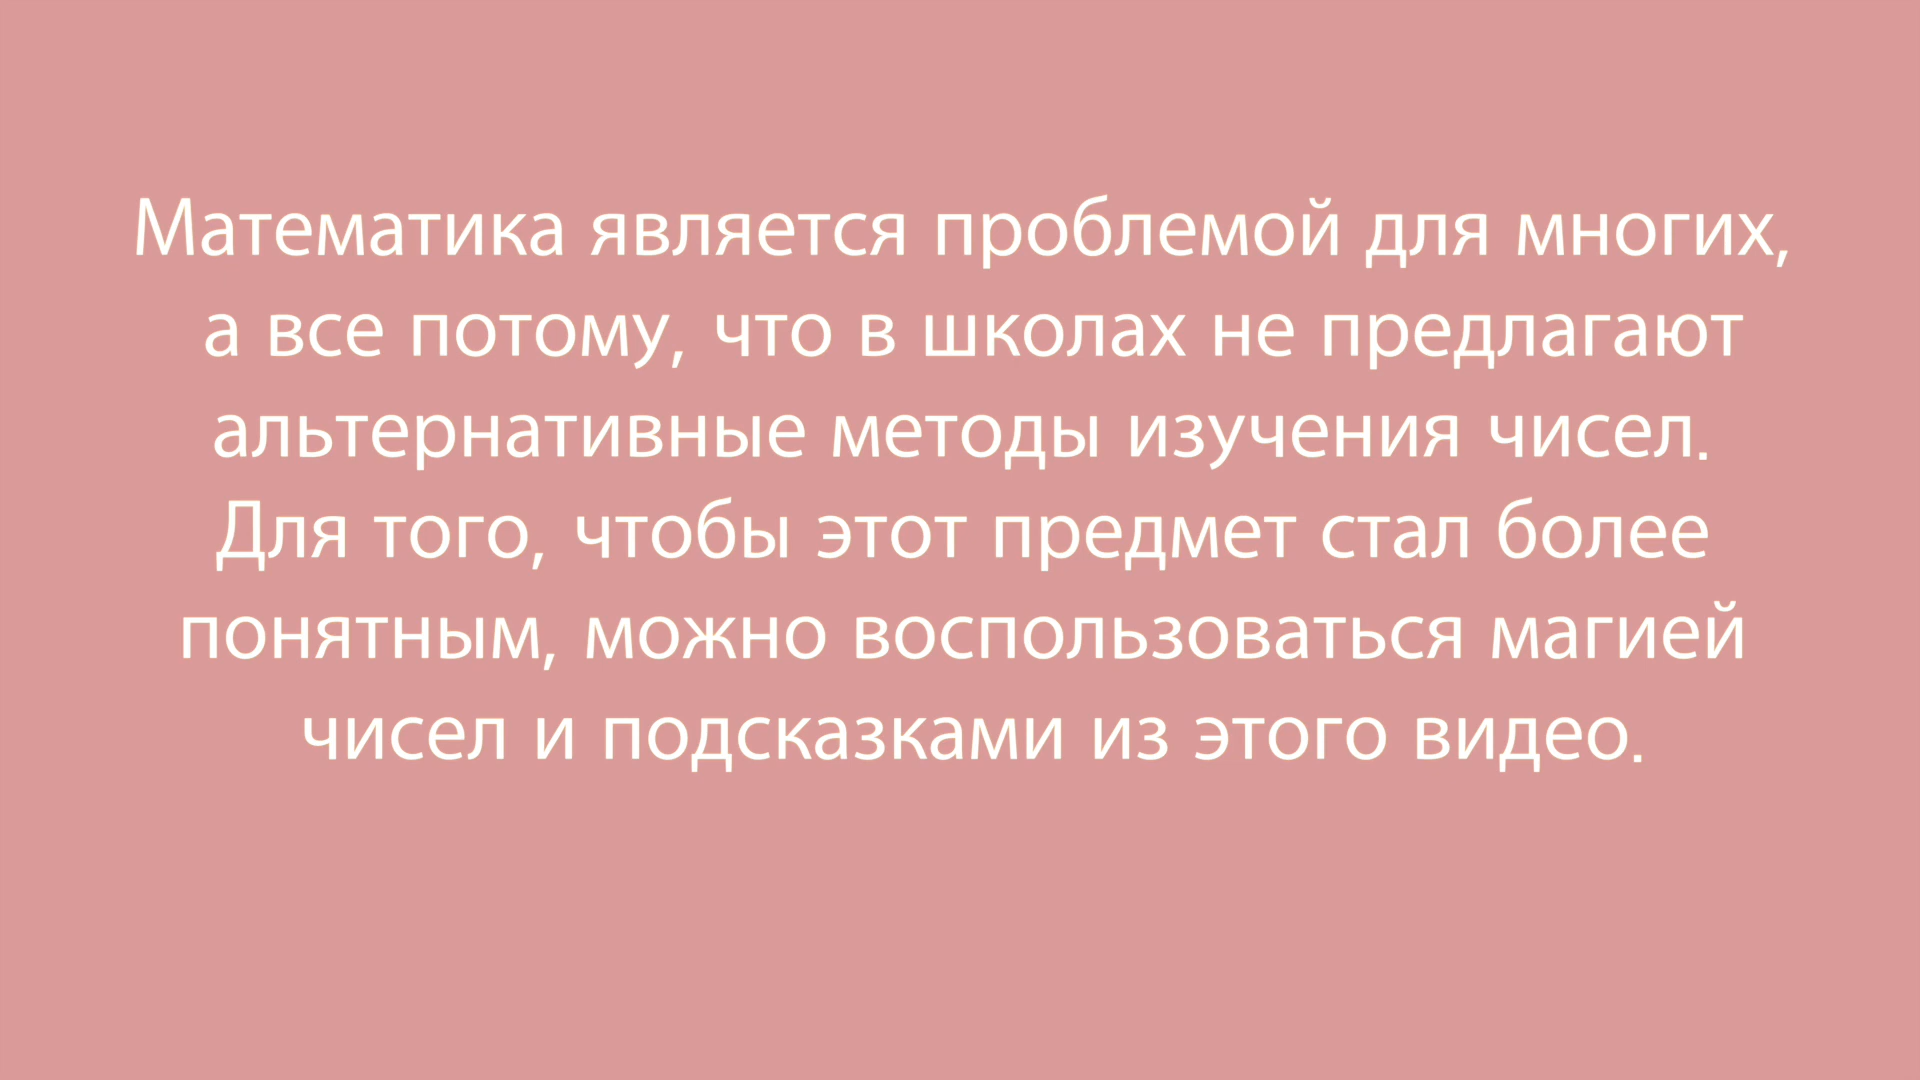 Математика является проблемой для многих,
а все потому, что в школах не предлагают
альтернативные методы изучения чисел.
Для того, чтобы этот предмет стал более
понятным, можно воспользоваться магией
чисел и подсказками из этого видео.